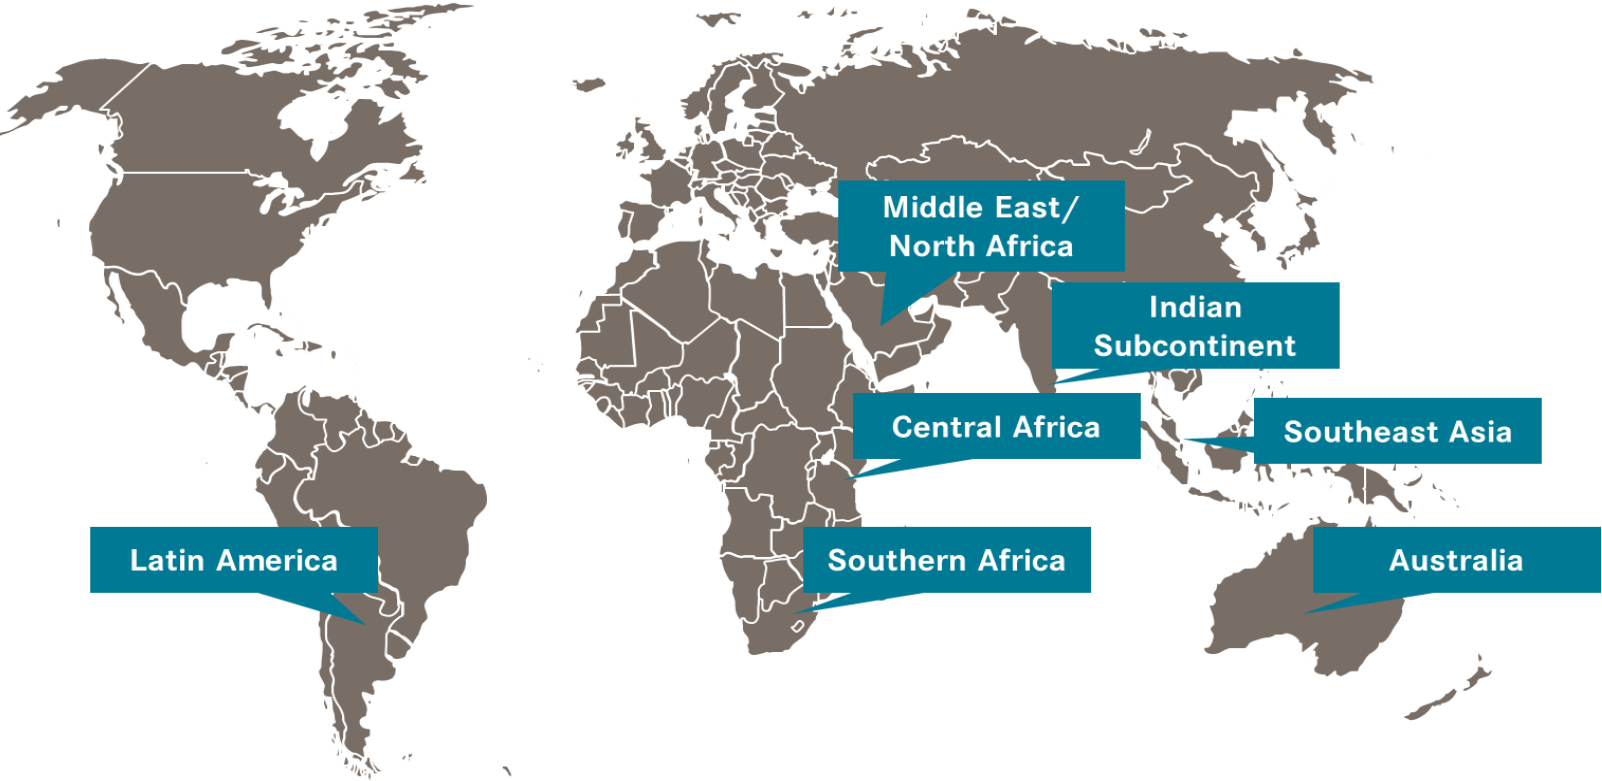 Middle East/
North Africa
Indian
Subcontinent
Central Africa
Southeast Asia
Latin America
Southern Africa
Australia